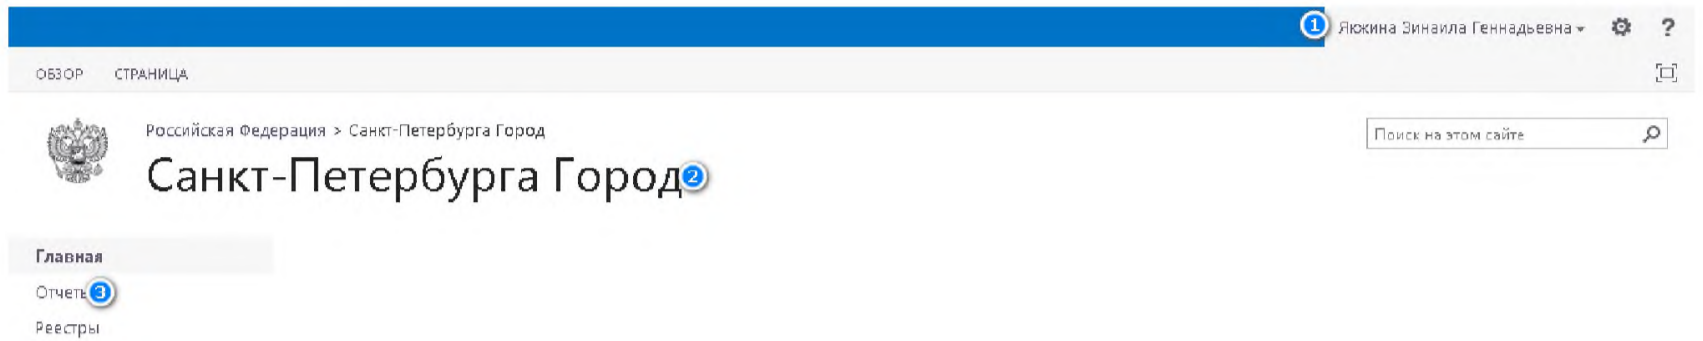 1 Яюкина Зинаила Геннадьевна ?
ОБЗОР СТРАНИЦА
Российская Федерация > Санкт-Петербурга Город
Поиск на этом сайте
Санкт-Петербурга Город 2
Главная
Отчеты 3
Реестры